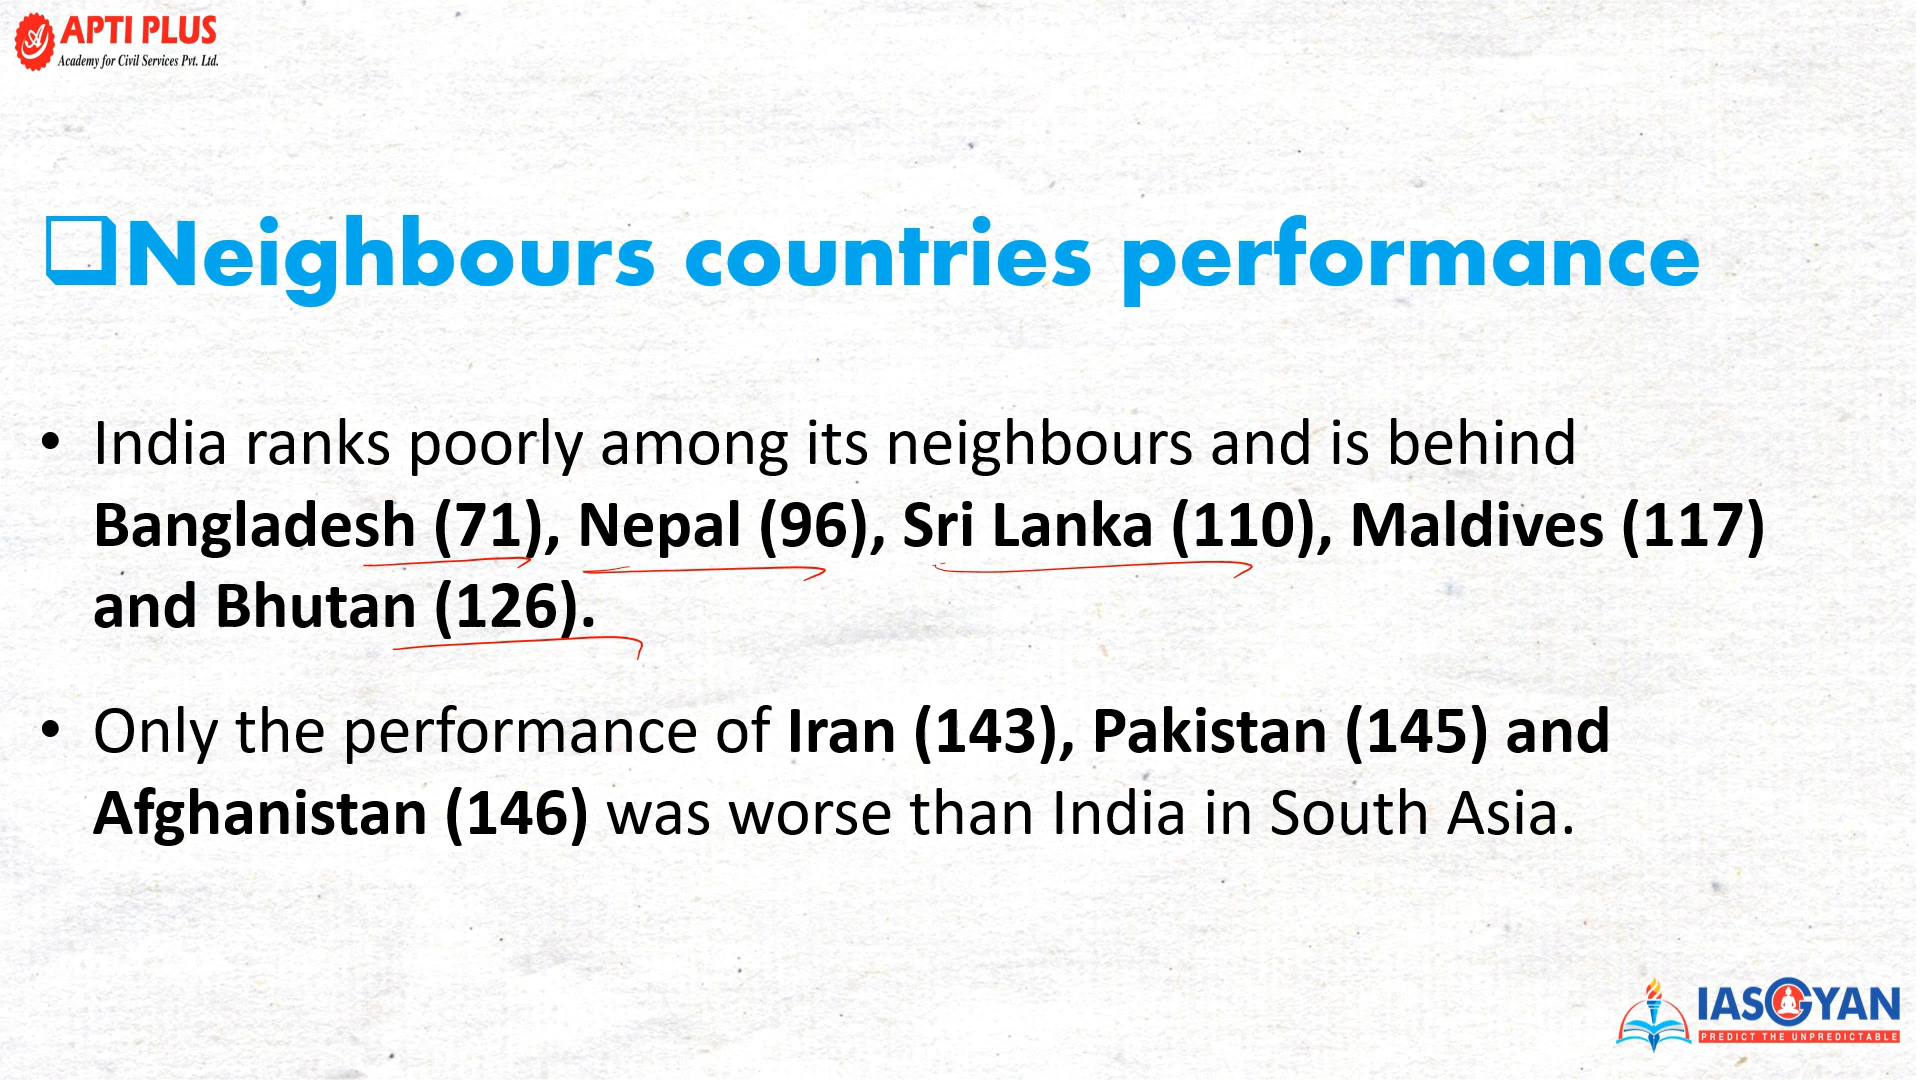 APTI PLUS
Academy for Civil Services Pvt. Ltd.
Neighbours countries performance
• India ranks poorly among its neighbours and is behind
Bangladesh (71), Nepal (96), Sri Lanka (110), Maldives (117)
and Bhutan (126).
• Only the performance of Iran (143), Pakistan (145) and
Afghanistan (146) was worse than India in South Asia.
IASGYAN
PREDICT THE UNPREDICTABLE